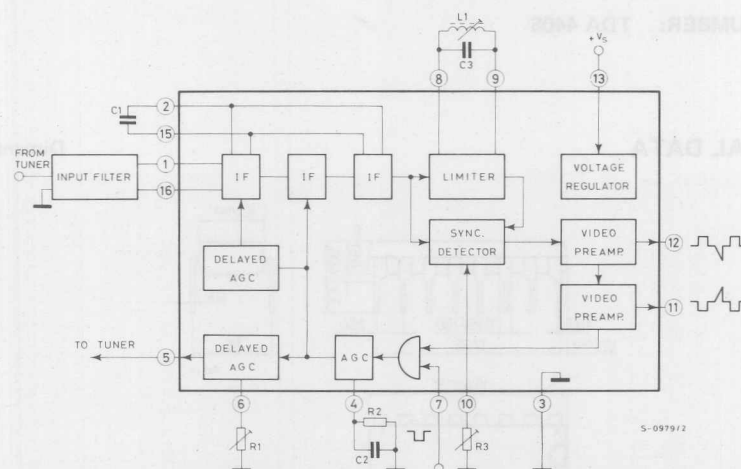 L1
C3
+ Vs
8
9
13
C1
2
15
FROM
TUNER
1
16
INPUT FILTER
IF
IF
IF
LIMITER
VOLTAGE
REGULATOR
DELAYED
AGC
SYNC.
DETECTOR
VIDEO
PREAMP.
12
VIDEO
PREAMP.
11
TO TUNER
5
DELAYED
AGC
AGC
6
4
7
10
3
R1
R2
C2
R3
S-0979/2